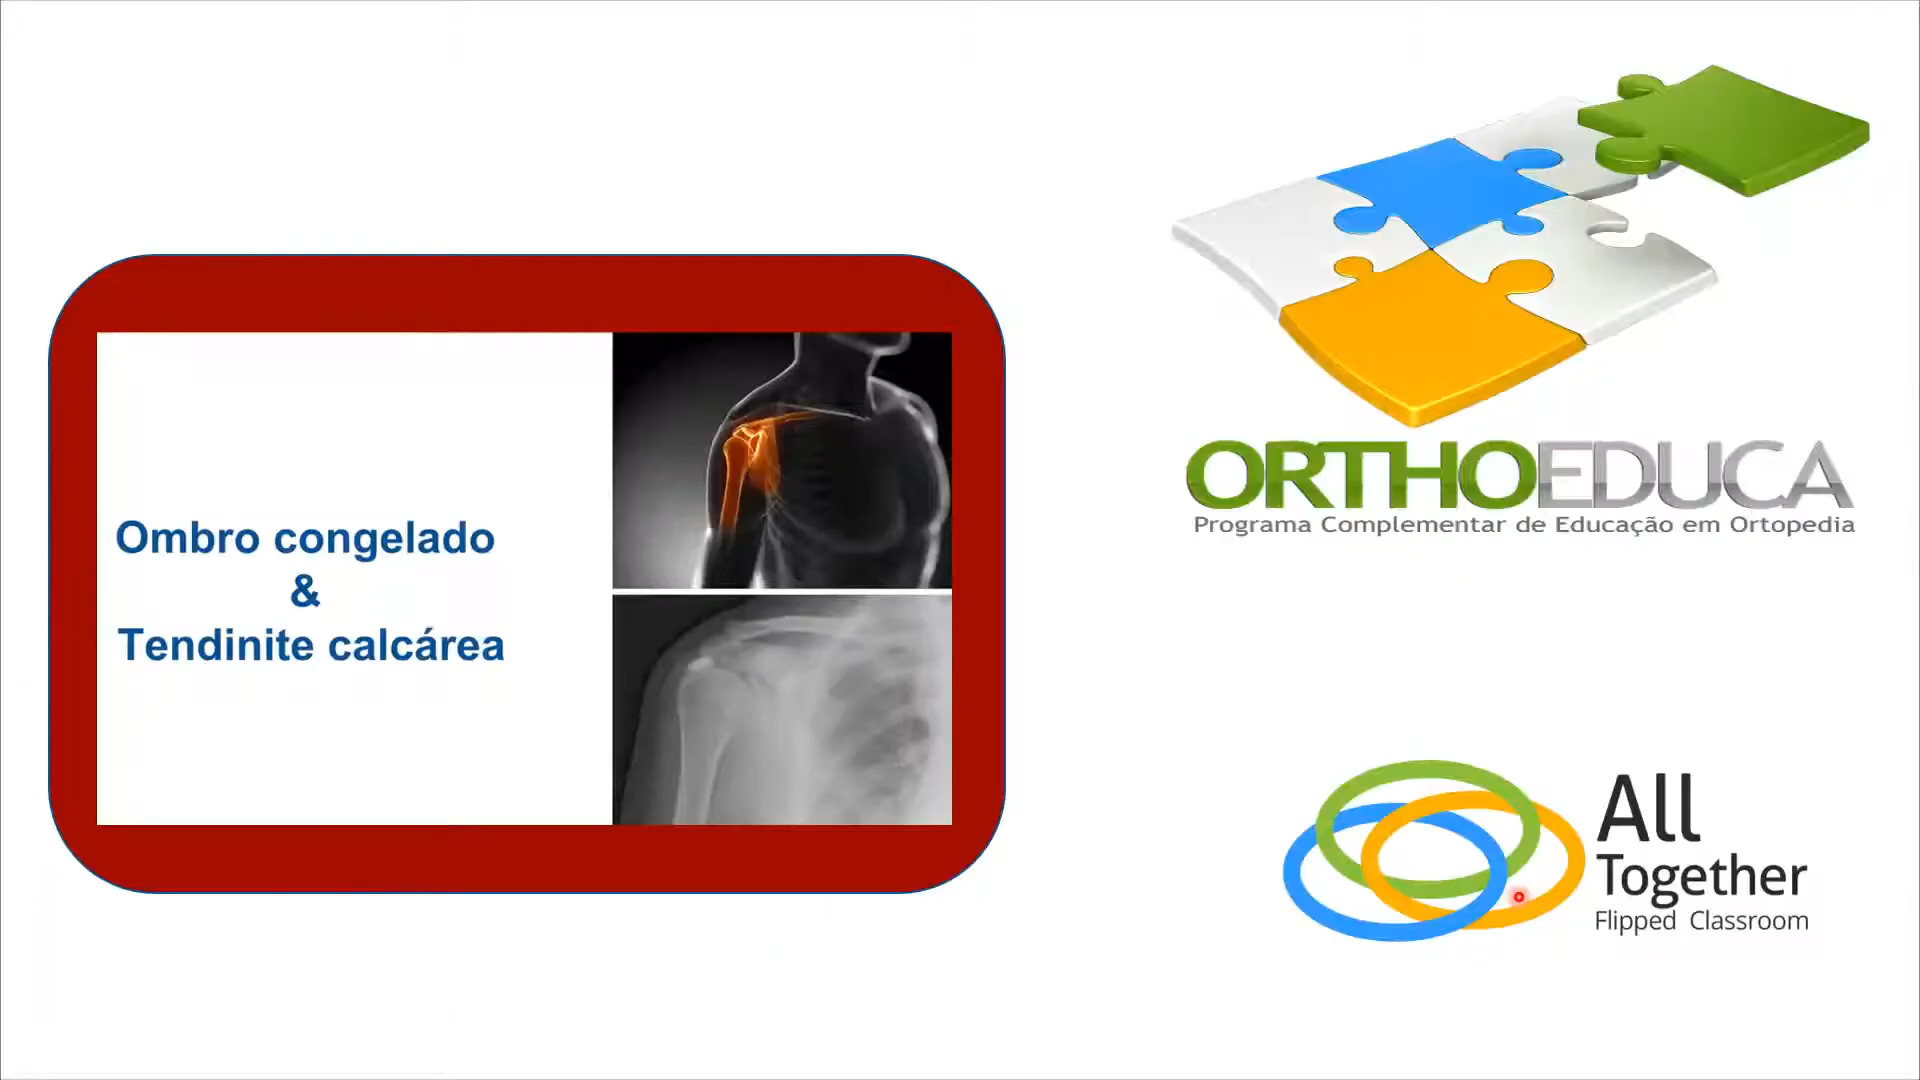 Ombro congelado
&
Tendinite calcárea
ORTHOEDUCA
Programa Complementar de Educação em Ortopedia
All
Together
Flipped Classroom